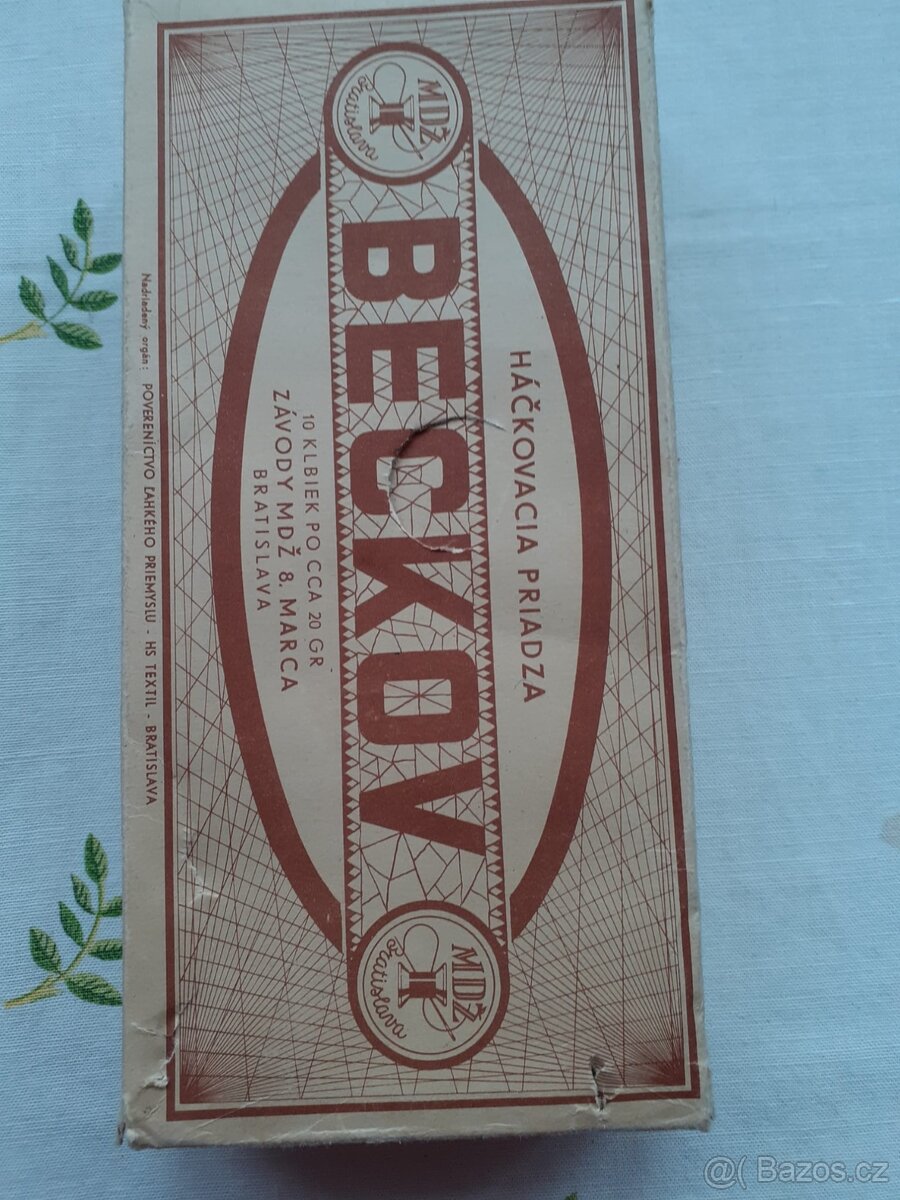 HÁČKOVACIA PRIADZA
MDŽ
Bratislava
BECKOV
MDŽ
Bratislava
10 KLBIEK PO CCA 20 GR
ZÁVODY MDŽ 8. MARCA
BRATISLAVA
Nadriadený orgán: POVERENÍCTVO ĽAHKÉHO PRIEMYSLU - HS TEXTIL - BRATISLAVA
@( Bazos.cz